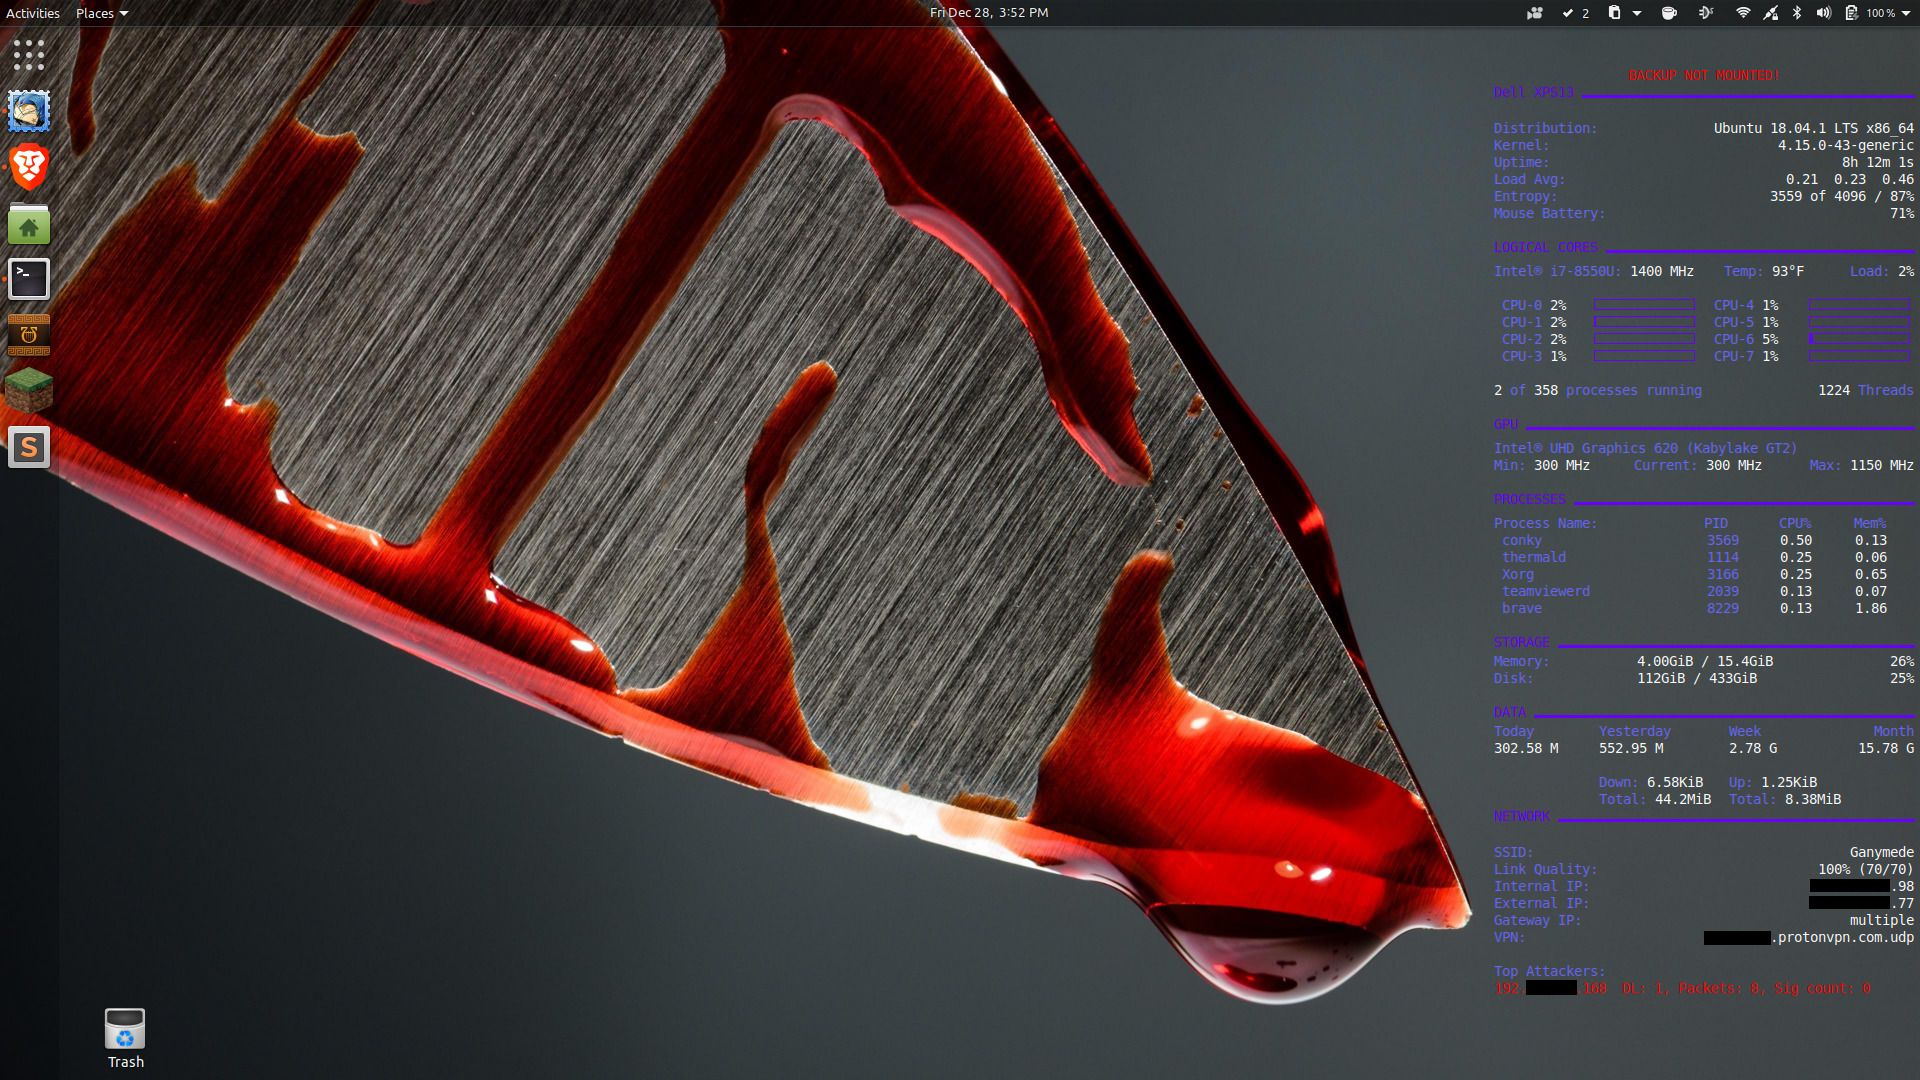 Activities Places Fri Dec 28, 3:52 PM 2 100 %
BACKUP NOT MOUNTED!
Dell XPS13
Distribution: Ubuntu 18.04.1 LTS x86_64
Kernel: 4.15.0-43-generic
Uptime: 8h 12m 1s
Load Avg: 0.21 0.23 0.46
Entropy: 3559 of 4096 / 87%
Mouse Battery: 71%
LOGICAL CORES
Intel® i7-8550U: 1400 MHz Temp: 93°F Load: 2%
CPU-0 2% CPU-4 1%
CPU-1 2% CPU-5 1%
CPU-2 2% CPU-6 5%
CPU-3 1% CPU-7 1%
2 of 358 processes running 1224 Threads
GPU
Intel® UHD Graphics 620 (Kabylake GT2)
Min: 300 MHz Current: 300 MHz Max: 1150 MHz
PROCESSES
Process Name: PID CPU% Mem%
conky 3569 0.50 0.13
thermald 1114 0.25 0.06
Xorg 3166 0.25 0.65
teamviewerd 2039 0.13 0.07
brave 8229 0.13 1.86
STORAGE
Memory: 4.00GiB / 15.4GiB 26%
Disk: 112GiB / 433GiB 25%
DATA
Today Yesterday Week Month
302.58 M 552.95 M 2.78 G 15.78 G
Down: 6.58KiB Up: 1.25KiB
Total: 44.2MiB Total: 8.38MiB
NETWORK
SSID: Ganymede
Link Quality: 100% (70/70)
Internal IP: .98
External IP: .77
Gateway IP: multiple
VPN: .protonvpn.com.udp
Top Attackers:
192. .168 DL: 1, Packets: 8, Sig count: 0
>_
S
Trash